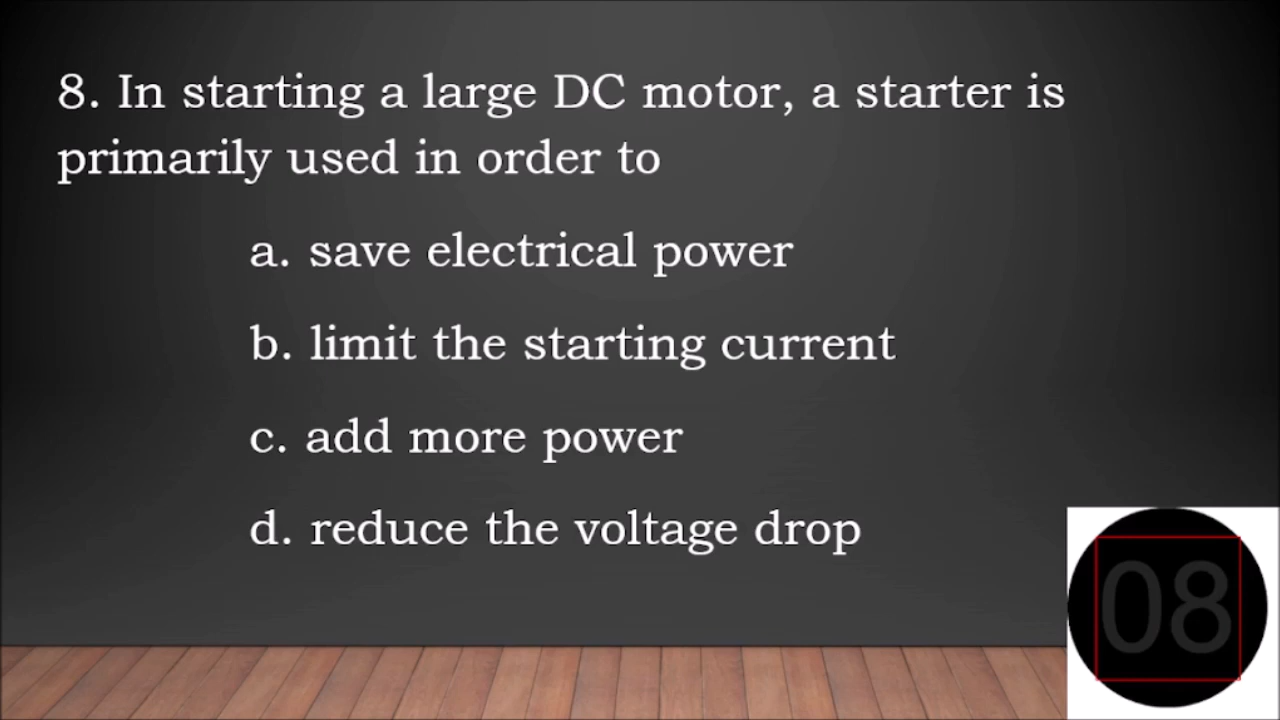 8. In starting a large DC motor, a starter is
primarily used in order to
a. save electrical power
b. limit the starting current
c. add more power
d. reduce the voltage drop
08